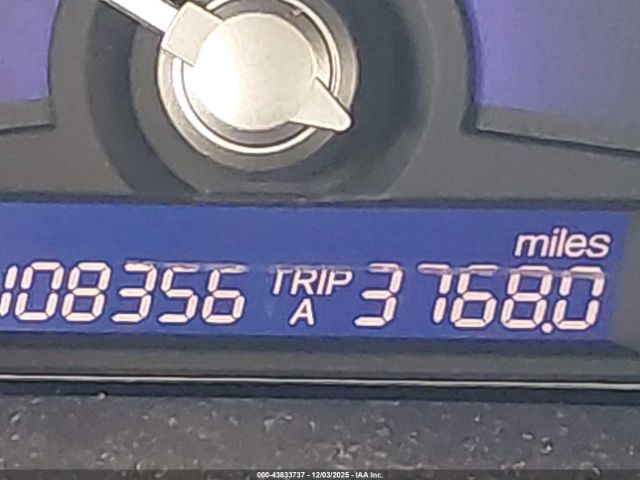 miles
108356 TRIP A 3768.0
000-43833737 - 12/03/2025 - IAA Inc.